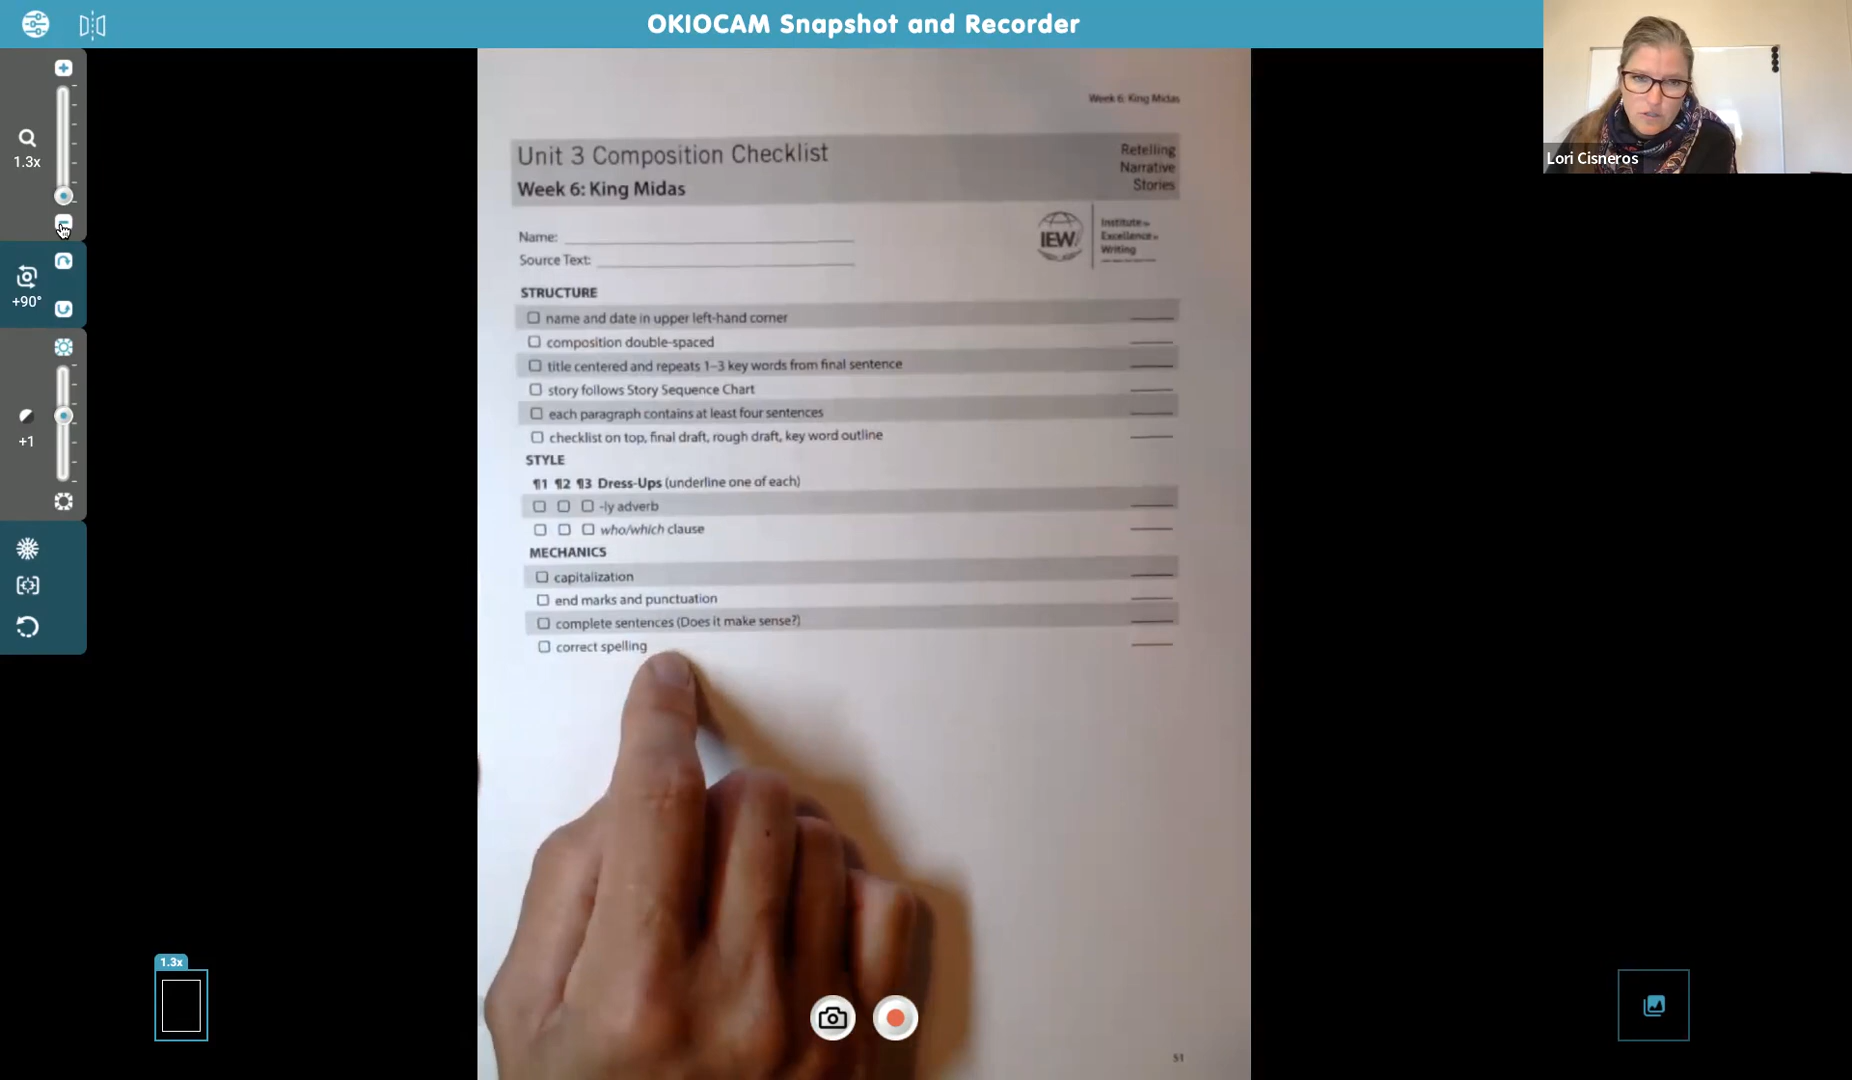 OKIOCAM Snapshot and Recorder
Lori Cisneros
1.3x
+90°
+1
Week 6: King Midas
Unit 3 Composition Checklist
Week 6: King Midas
Retelling
Narrative
Stories
Name:
Source Text:
IEW
Institute for
Excellence in
Writing
STRUCTURE
name and date in upper left-hand corner
composition double-spaced
title centered and repeats 1–3 key words from final sentence
story follows Story Sequence Chart
each paragraph contains at least four sentences
checklist on top, final draft, rough draft, key word outline
STYLE
¶1 ¶2 ¶3 Dress-Ups (underline one of each)
-ly adverb
who/which clause
MECHANICS
capitalization
end marks and punctuation
complete sentences (Does it make sense?)
correct spelling
1.3x
51